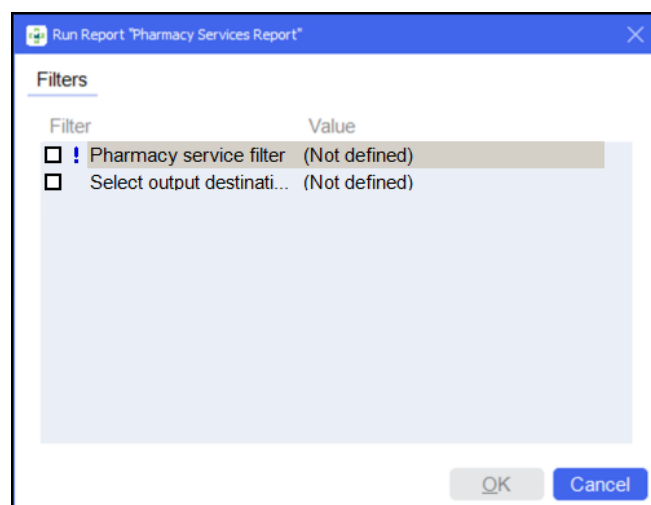 Run Report "Pharmacy Services Report"
Filters
Filter Value
! Pharmacy service filter (Not defined)
Select output destinati... (Not defined)
OK Cancel